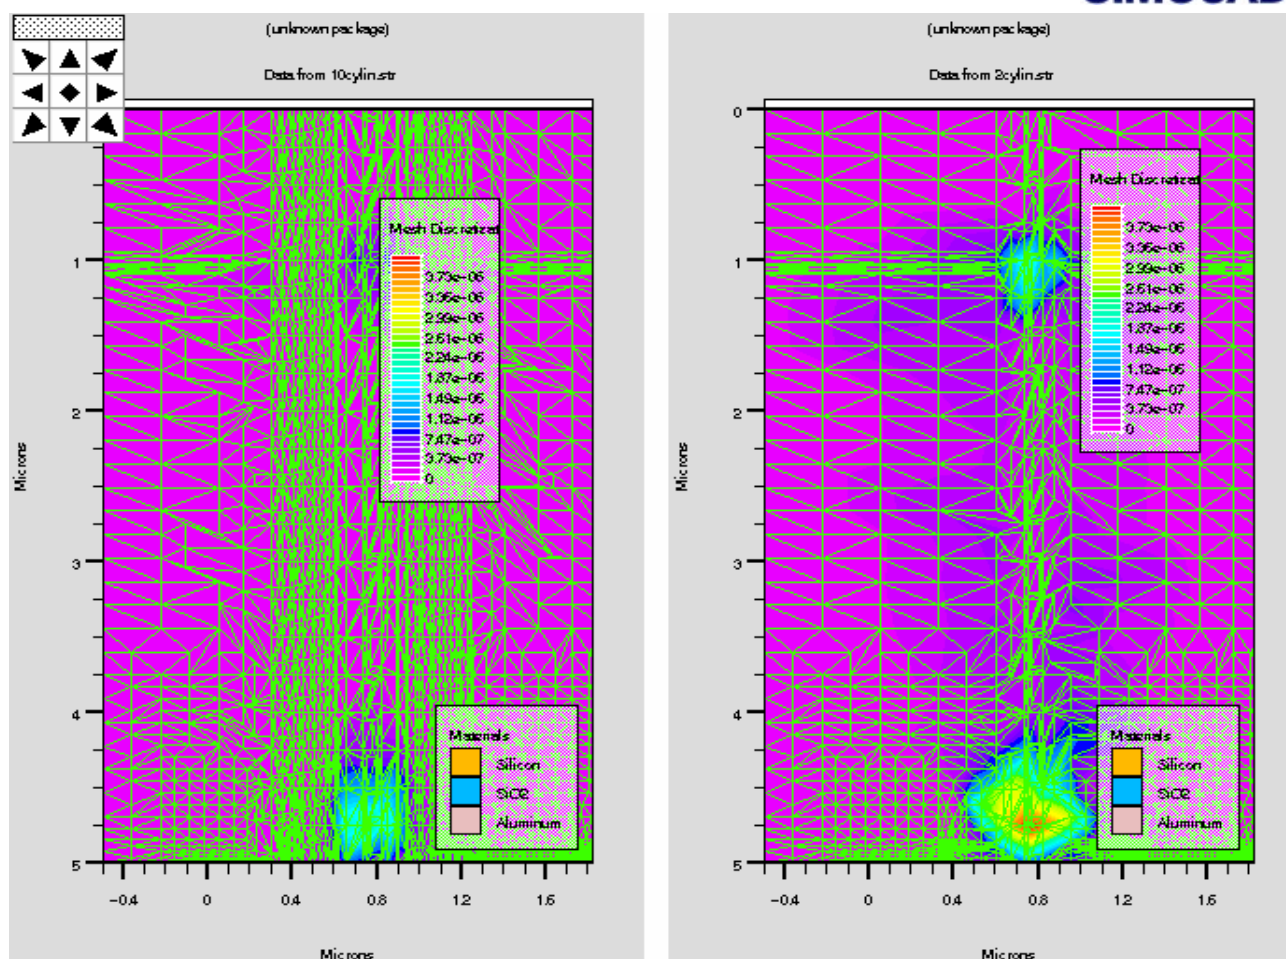 (unknown package)
Data from 10cylin.str
Mesh Discretizat
3.73e-06
3.36e-06
2.99e-06
2.61e-06
2.24e-06
1.87e-06
1.49e-06
1.12e-06
7.47e-07
3.73e-07
0
1
2
3
4
5
Microns
Materials
Silicon
SiO2
Aluminum
-0.4
0
0.4
0.8
1.2
1.6
Microns
(unknown package)
Data from 2cylin.str
Mesh Discretizat
3.73e-06
3.36e-06
2.99e-06
2.61e-06
2.24e-06
1.87e-06
1.49e-06
1.12e-06
7.47e-07
3.73e-07
0
0
1
2
3
4
5
Microns
Materials
Silicon
SiO2
Aluminum
-0.4
0
0.4
0.8
1.2
1.6
Microns